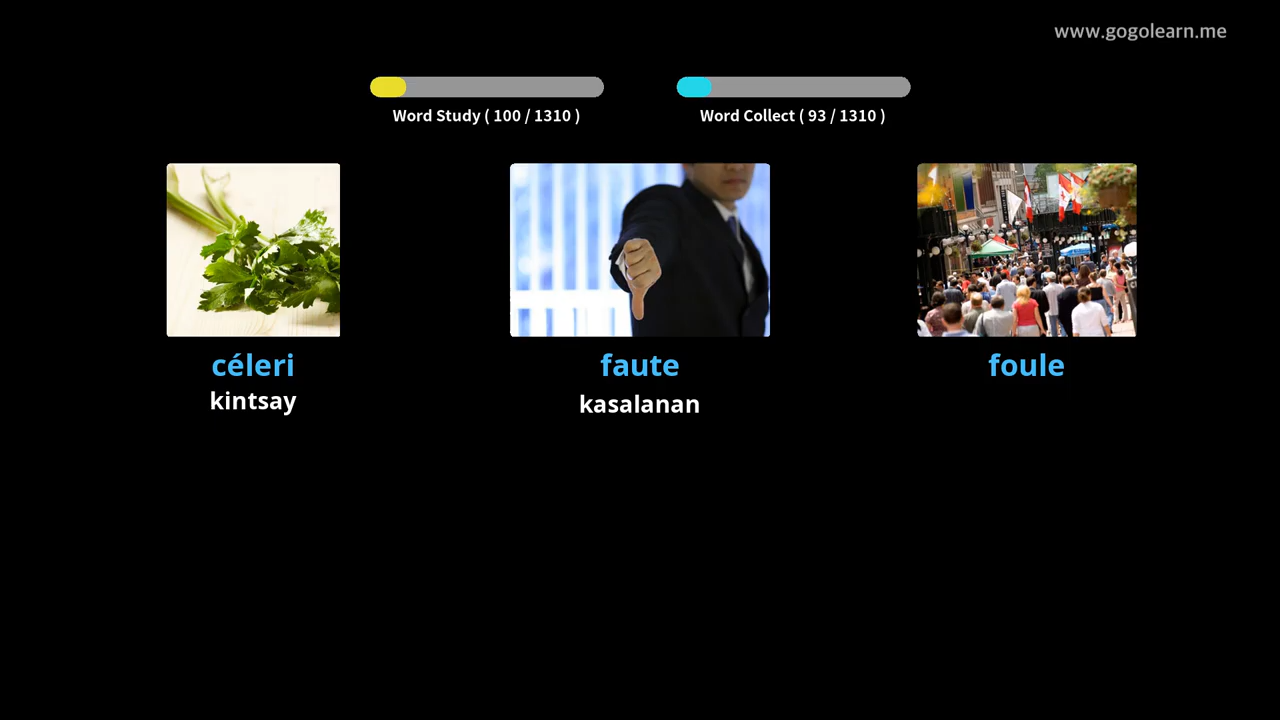 www.gogolearn.me
Word Study ( 100 / 1310 )
Word Collect ( 93 / 1310 )
céleri
faute
foule
kintsay
kasalanan